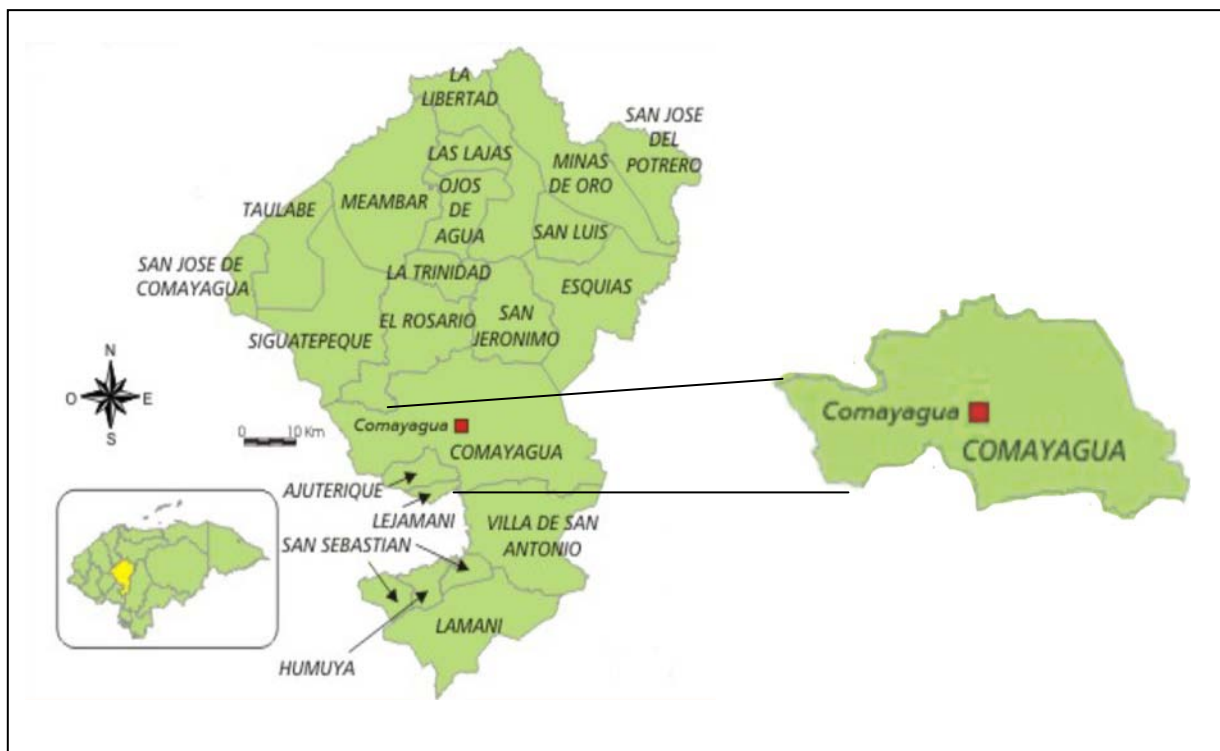 LA
LIBERTAD
SAN JOSE
DEL
POTRERO
LAS LAJAS
MINAS
DE ORO
OJOS
DE
AGUA
MEAMBAR
TAULABE
SAN LUIS
SAN JOSE DE
COMAYAGUA
LA TRINIDAD
ESQUIAS
EL ROSARIO
SAN
JERONIMO
SIGUATEPEQUE
N
O
E
S
0 10 Km
Comayagua
COMAYAGUA
AJUTERIQUE
LEJAMANI
VILLA DE SAN
ANTONIO
SAN SEBASTIAN
LAMANI
HUMUYA
Comayagua
COMAYAGUA